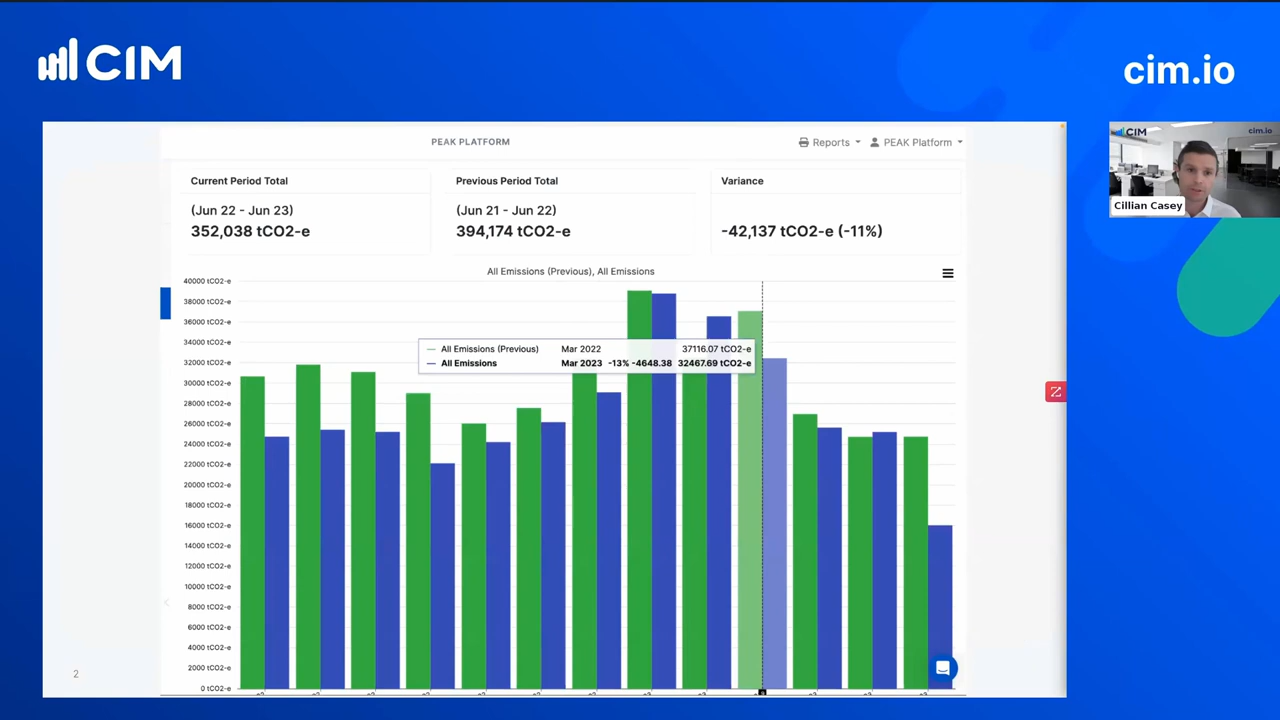 CIM
cim.io
PEAK PLATFORM
Reports
PEAK Platform
Current Period Total
(Jun 22 - Jun 23)
352,038 tCO2-e
Previous Period Total
(Jun 21 - Jun 22)
394,174 tCO2-e
Variance
-42,137 tCO2-e (-11%)
All Emissions (Previous), All Emissions
40000 tCO2-e
38000 tCO2-e
36000 tCO2-e
34000 tCO2-e
32000 tCO2-e
30000 tCO2-e
28000 tCO2-e
26000 tCO2-e
24000 tCO2-e
22000 tCO2-e
20000 tCO2-e
18000 tCO2-e
16000 tCO2-e
14000 tCO2-e
12000 tCO2-e
10000 tCO2-e
8000 tCO2-e
6000 tCO2-e
4000 tCO2-e
2000 tCO2-e
0 tCO2-e
All Emissions (Previous) Mar 2022 37116.07 tCO2-e
All Emissions Mar 2023 -13% -4648.38 32467.69 tCO2-e
2
CIM
cim.io
Cillian Casey